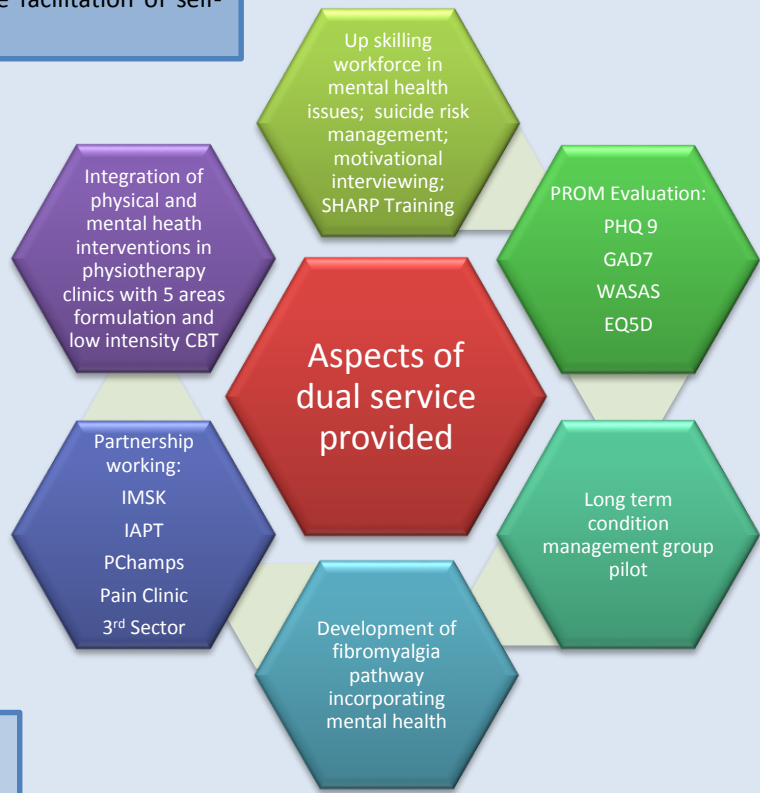 e facilitation of self-
Up skilling
workforce in
mental health
issues; suicide risk
management;
motivational
interviewing;
SHARP Training
PROM Evaluation:
PHQ 9
GAD7
WASAS
EQ5D
Long term
condition
management group
pilot
Development of
fibromyalgia
pathway
incorporating
mental health
Partnership
working:
IMSK
IAPT
PChamps
Pain Clinic
3rd Sector
Integration of
physical and
mental heath
interventions in
physiotherapy
clinics with 5 areas
formulation and
low intensity CBT
Aspects of
dual service
provided